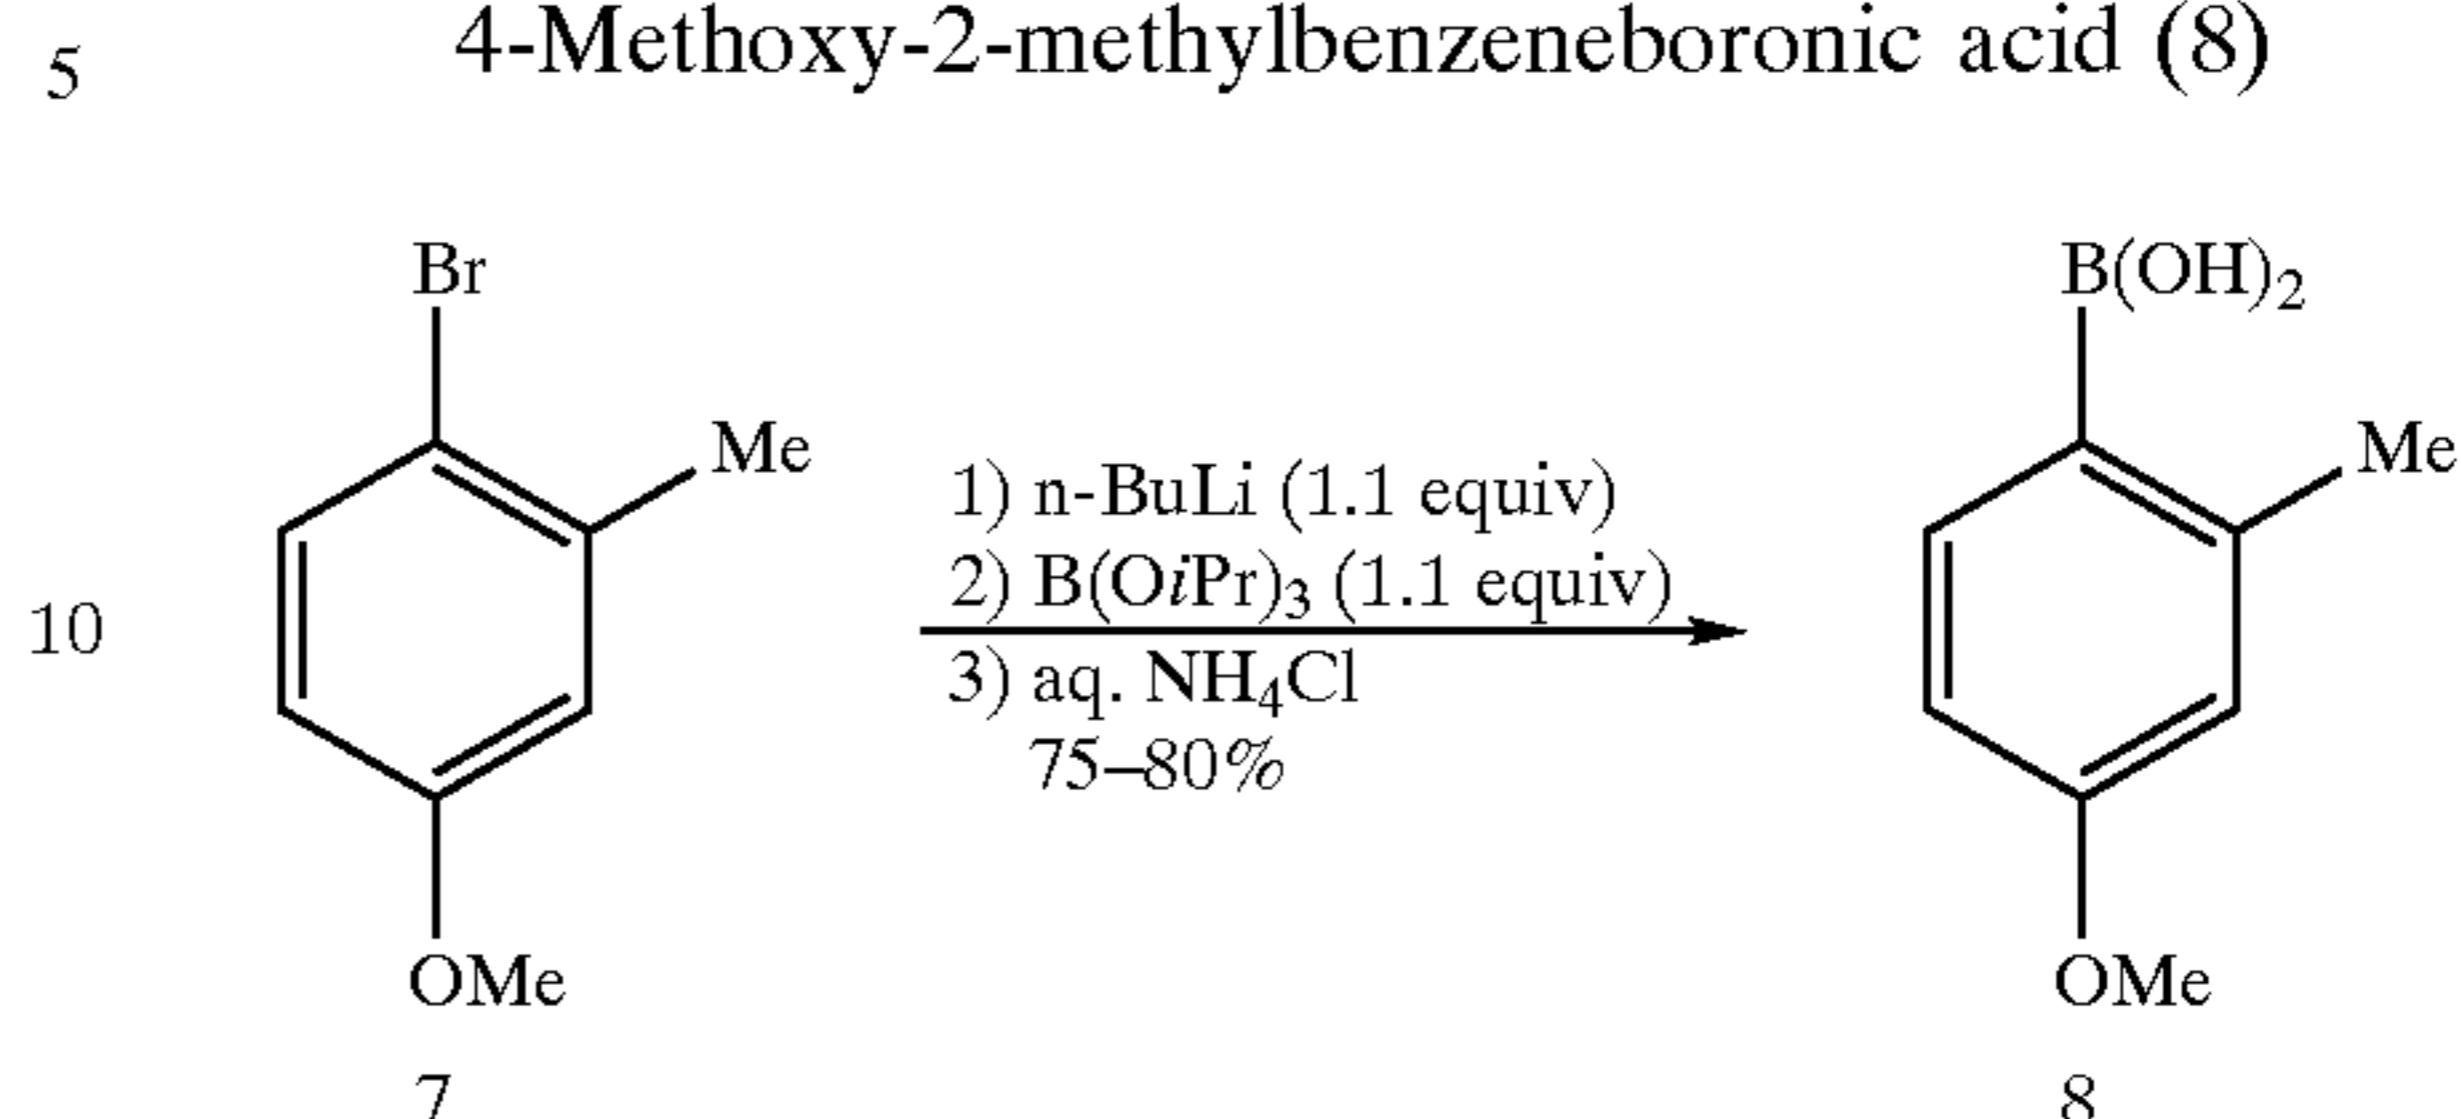 5
4-Methoxy-2-methylbenzeneboronic acid (8)
Br
Me
OMe
7
10
1) n-BuLi (1.1 equiv)
2) B(OiPr)₃ (1.1 equiv)
3) aq. NH₄Cl
75–80%
B(OH)₂
Me
OMe
8